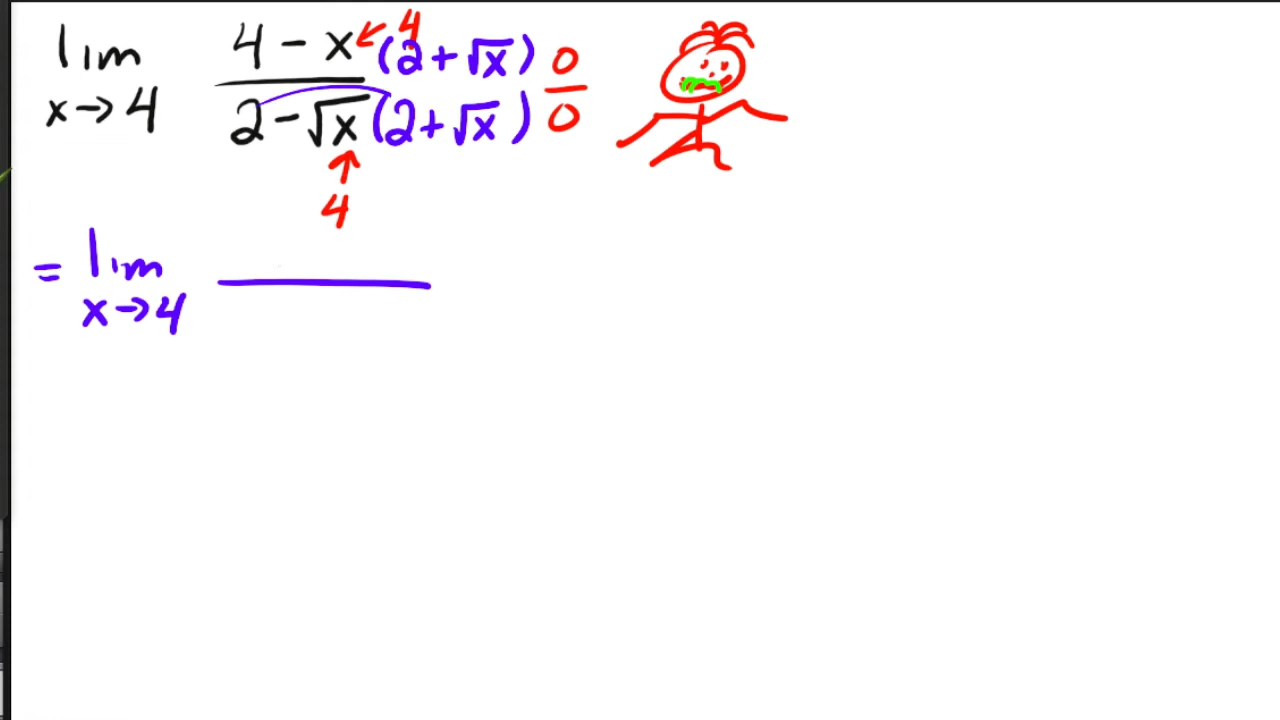 lim 4 - x ← 4 (2 + √x) 0
x → 4 2 - √x (2 + √x) 0
↑
4
= lim
x → 4